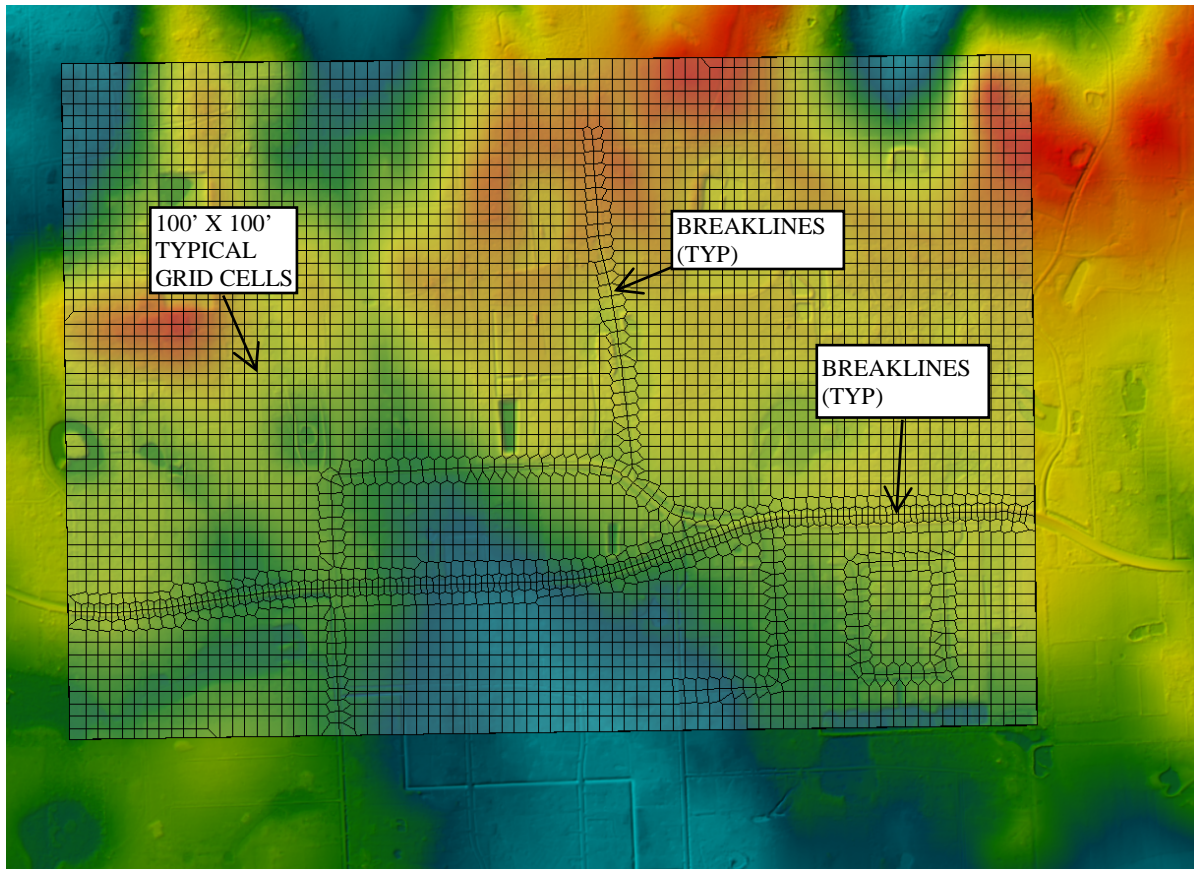 100' X 100'
TYPICAL
GRID CELLS
BREAKLINES
(TYP)
BREAKLINES
(TYP)